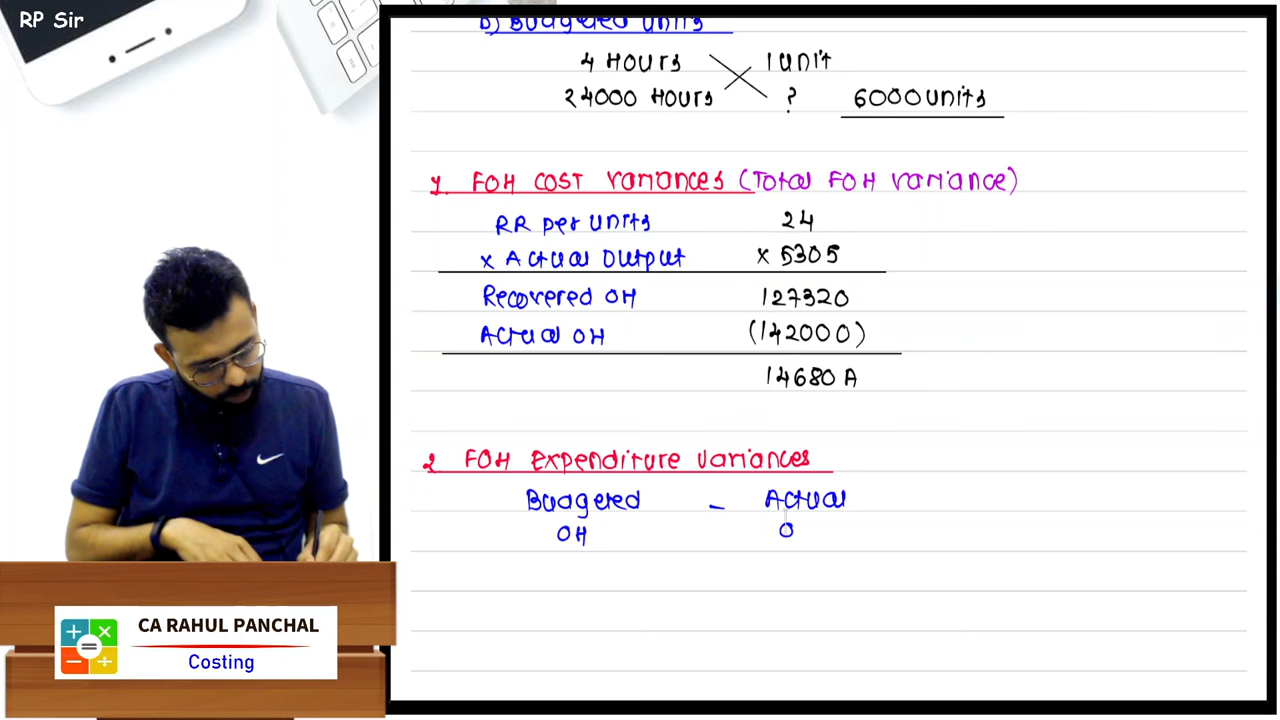 RP Sir
b) Budgeted units
4 Hours 1 unit
24000 Hours ? 6000 units
1. FOH COST Variances (Total FOH Variance)
RR per units 24
x Actual Output x 5305
Recovered OH 127320
Actual OH (142000)
14680 A
2 FOH Expenditure Variances
Budgeted - Actual
OH O
CA RAHUL PANCHAL
Costing